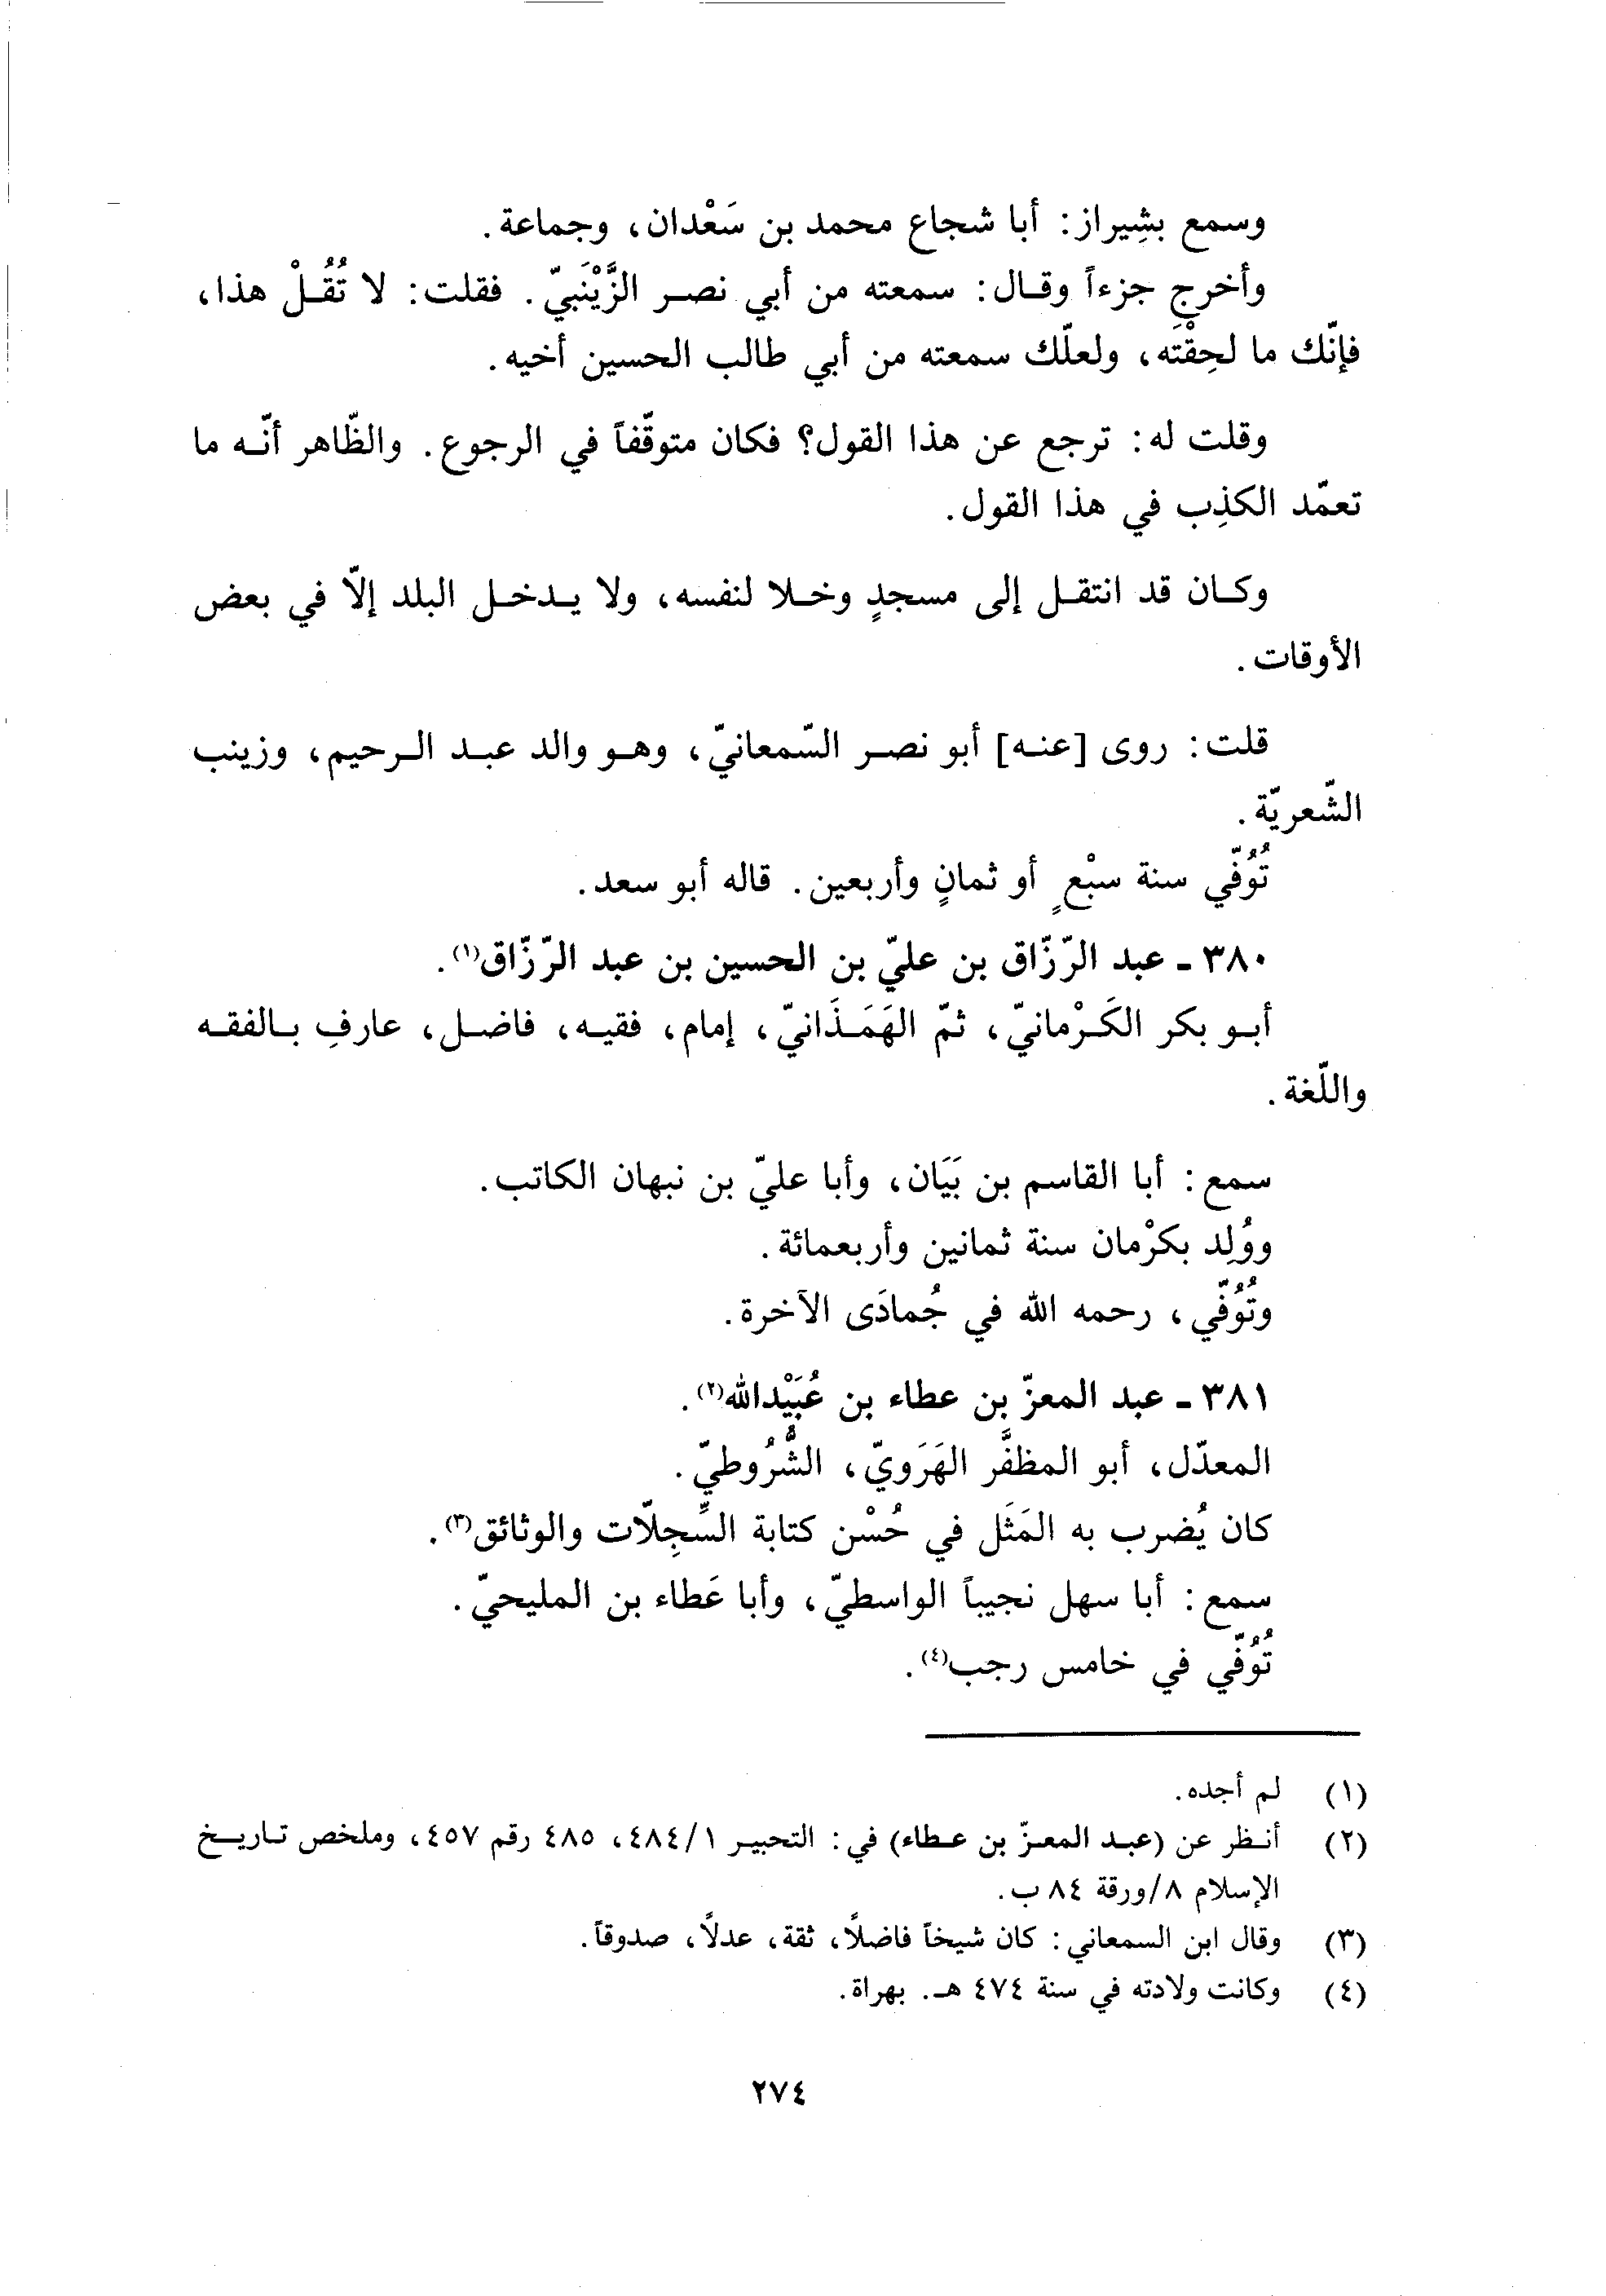 وسمع بشِيراز: أبا شجاع محمد بن سَعْدان، وجماعة.
وأخرج جزءاً وقال: سمعته من أبي نصر الزَّيْنَبيّ. فقلت: لا تُقُلْ هذا،
فإنّك ما لحِقْتَه، ولعلّك سمعته من أبي طالب الحسين أخيه.
وقلت له: ترجع عن هذا القول؟ فكان متوقّفاً في الرجوع. والظّاهر أنّه ما
تعمّد الكذِب في هذا القول.
وكان قد انتقل إلى مسجدٍ وخلا لنفسه، ولا يدخل البلد إلّا في بعض
الأوقات.
قلت: روى [عنه] أبو نصر السّمعانيّ، وهو والد عبد الرحيم، وزينب
الشّعريّة.
تُوُفّي سنة سبْعٍ أو ثمانٍ وأربعين. قاله أبو سعد.
٣٨٠ - عبد الرّزّاق بن عليّ بن الحسين بن عبد الرّزّاق(١).
أبو بكر الكَرْمانيّ، ثمّ الهَمَذَانيّ، إمام، فقيه، فاضل، عارفِ بالفقه
واللّغة.
سمع: أبا القاسم بن بَيَان، وأبا عليّ بن نبهان الكاتب.
ووُلِد بكرْمان سنة ثمانين وأربعمائة.
وتُوُفّي، رحمه الله في جُمادَى الآخرة.
٣٨١ - عبد المعزّ بن عطاء بن عُبَيْدالله(٢).
المعدّل، أبو المظفَّر الهَرَويّ، الشُّرُوطيّ.
كان يُضرب به المَثَل في حُسْن كتابة السِّجِلّات والوثائق(٣).
سمع: أبا سهل نجيباً الواسطيّ، وأبا عَطاء بن المليحيّ.
تُوُفّي في خامس رجب(٤).
(١) لم أجده.
(٢) أنظر عن (عبد المعزّ بن عطاء) في: التحبير ١/٤٨٤، ٤٨٥ رقم ٤٥٧، وملخص تاريخ
الإسلام ٨/ورقة ٨٤ ب.
(٣) وقال ابن السمعاني: كان شيخاً فاضلًا، ثقة، عدلًا، صدوقاً.
(٤) وكانت ولادته في سنة ٤٧٤ هـ. بهراة.
٢٧٤